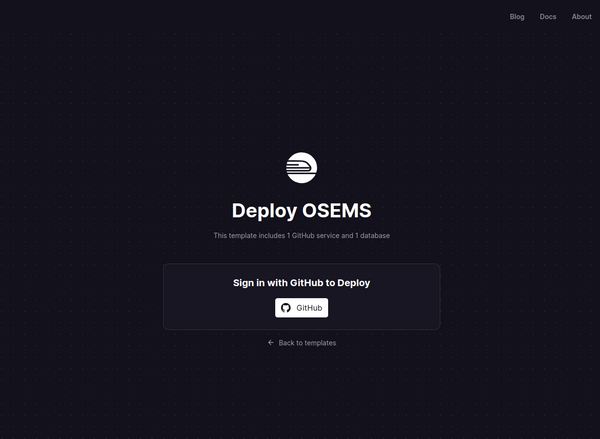 Blog Docs About
Deploy OSEMS
This template includes 1 GitHub service and 1 database
Sign in with GitHub to Deploy
GitHub
Back to templates